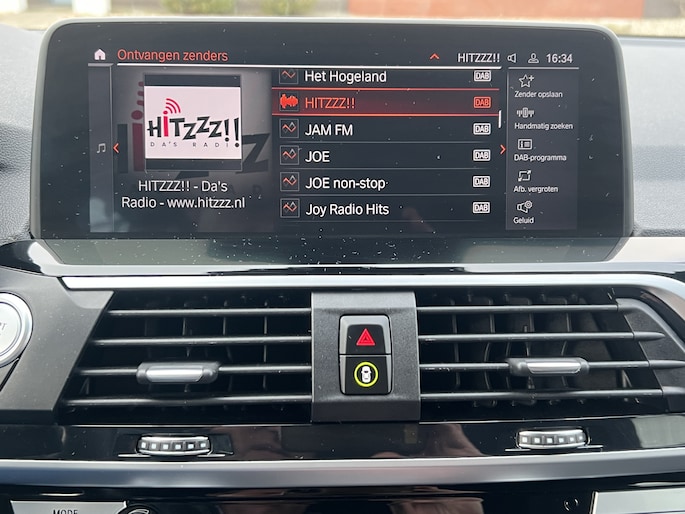 Ontvangen zenders
HITZZZ!!
16:34
HITZZZ!!
DA'S RADI
HITZZZ!! - Da's
Radio - www.hitzzz.nl
Het Hogeland DAB
HITZZZ!! DAB
JAM FM DAB
JOE DAB
JOE non-stop DAB
Joy Radio Hits DAB
Zender opslaan
Handmatig zoeken
DAB-programma
Afb. vergroten
Geluid
MODE